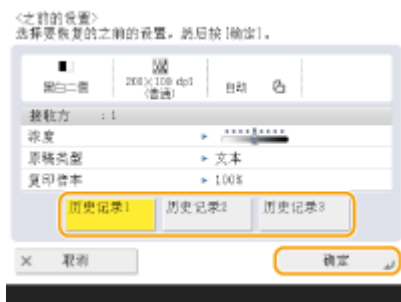 <之前的设置>
选择要恢复的之前的设置，然后按[确定]。
黑白二值
200×100 dpi
(普通)
自动
接收方 :1
浓度
原稿类型 ▶ 文本
复印倍率 ▶ 100%
历史记录1 历史记录2 历史记录3
× 取消 确定